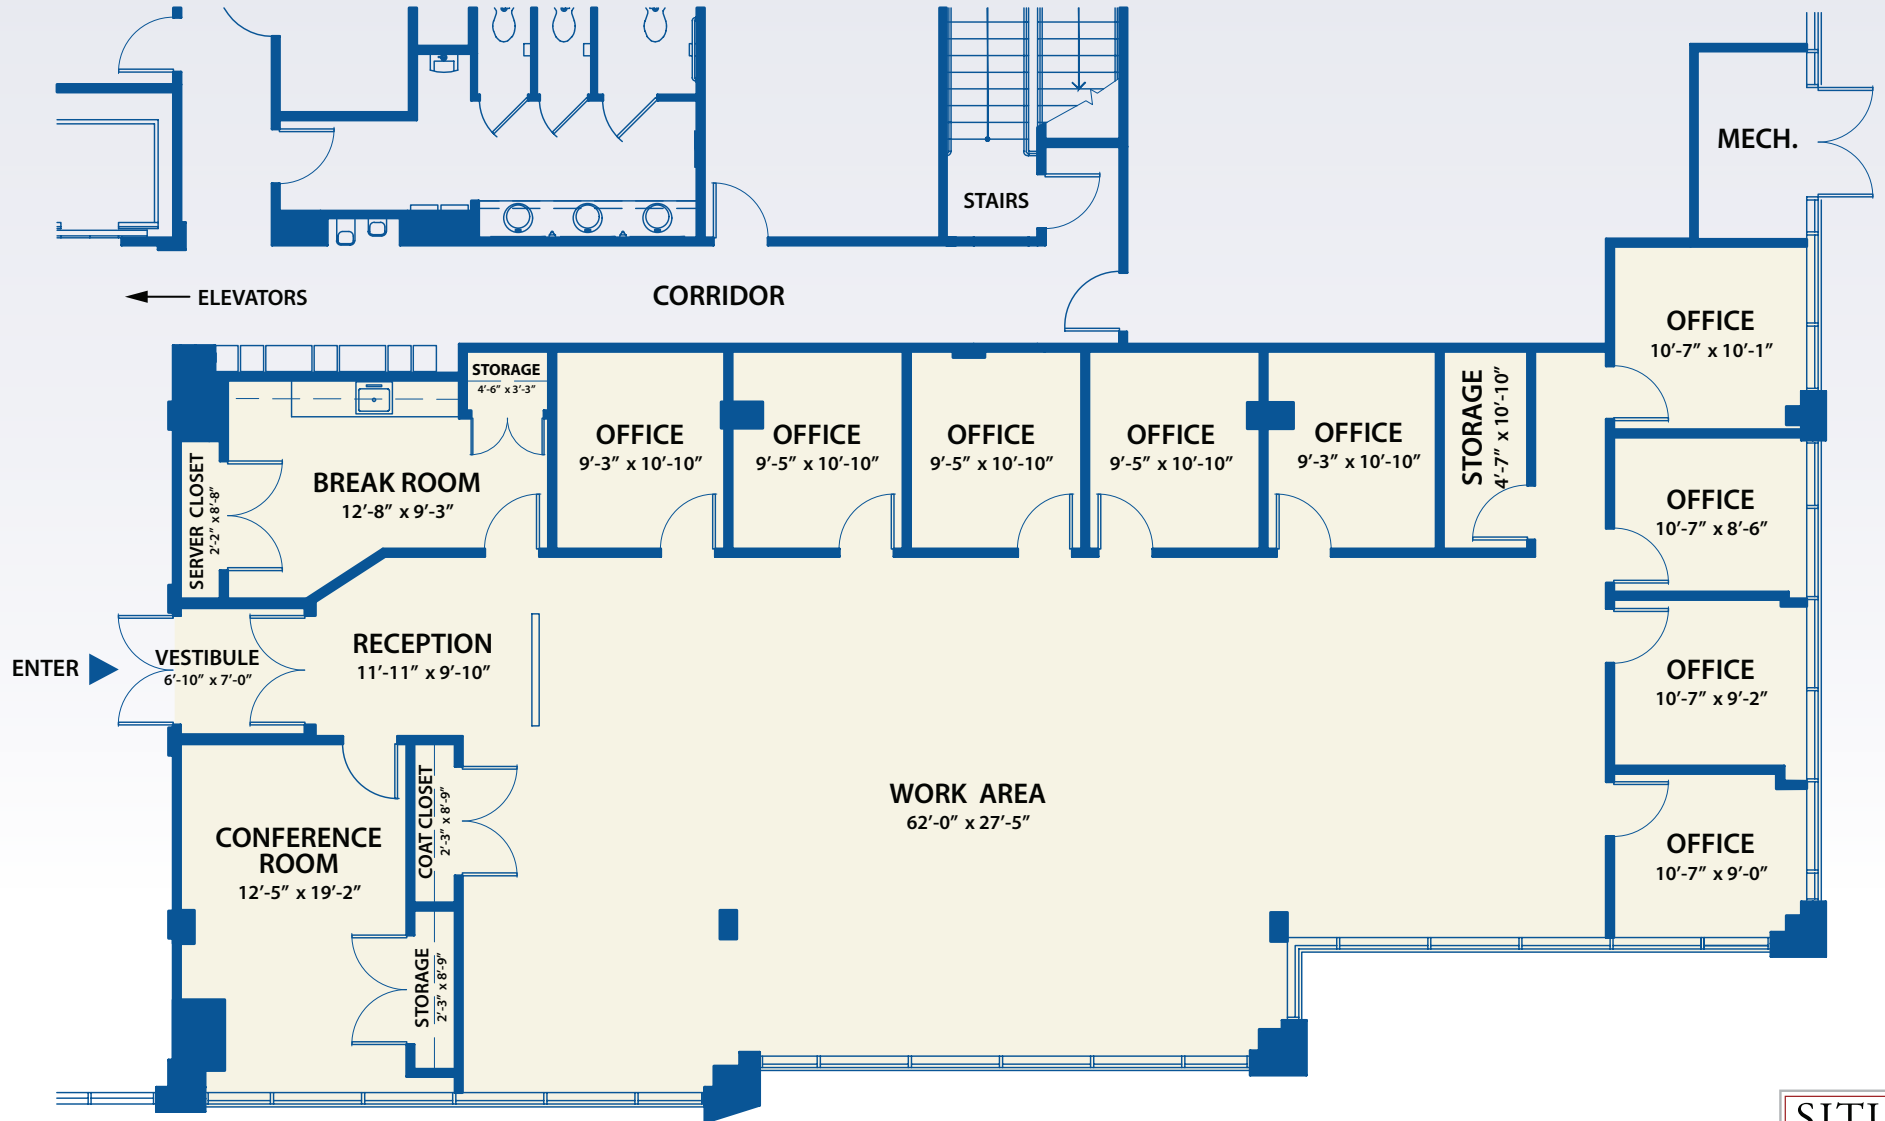 MECH.
STAIRS
ELEVATORS
CORRIDOR
OFFICE
10'-7" x 10'-1"
STORAGE
4'-6" x 3'-3"
OFFICE
9'-3" x 10'-10"
OFFICE
9'-5" x 10'-10"
OFFICE
9'-5" x 10'-10"
OFFICE
9'-5" x 10'-10"
OFFICE
9'-3" x 10'-10"
STORAGE
4'-7" x 10'-10"
BREAK ROOM
12'-8" x 9'-3"
SERVER CLOSET
2'-2" x 8'-8"
OFFICE
10'-7" x 8'-6"
ENTER
VESTIBULE
6'-10" x 7'-0"
RECEPTION
11'-11" x 9'-10"
OFFICE
10'-7" x 9'-2"
WORK AREA
62'-0" x 27'-5"
COAT CLOSET
2'-3" x 8'-9"
CONFERENCE
ROOM
12'-5" x 19'-2"
OFFICE
10'-7" x 9'-0"
STORAGE
2'-3" x 8'-9"